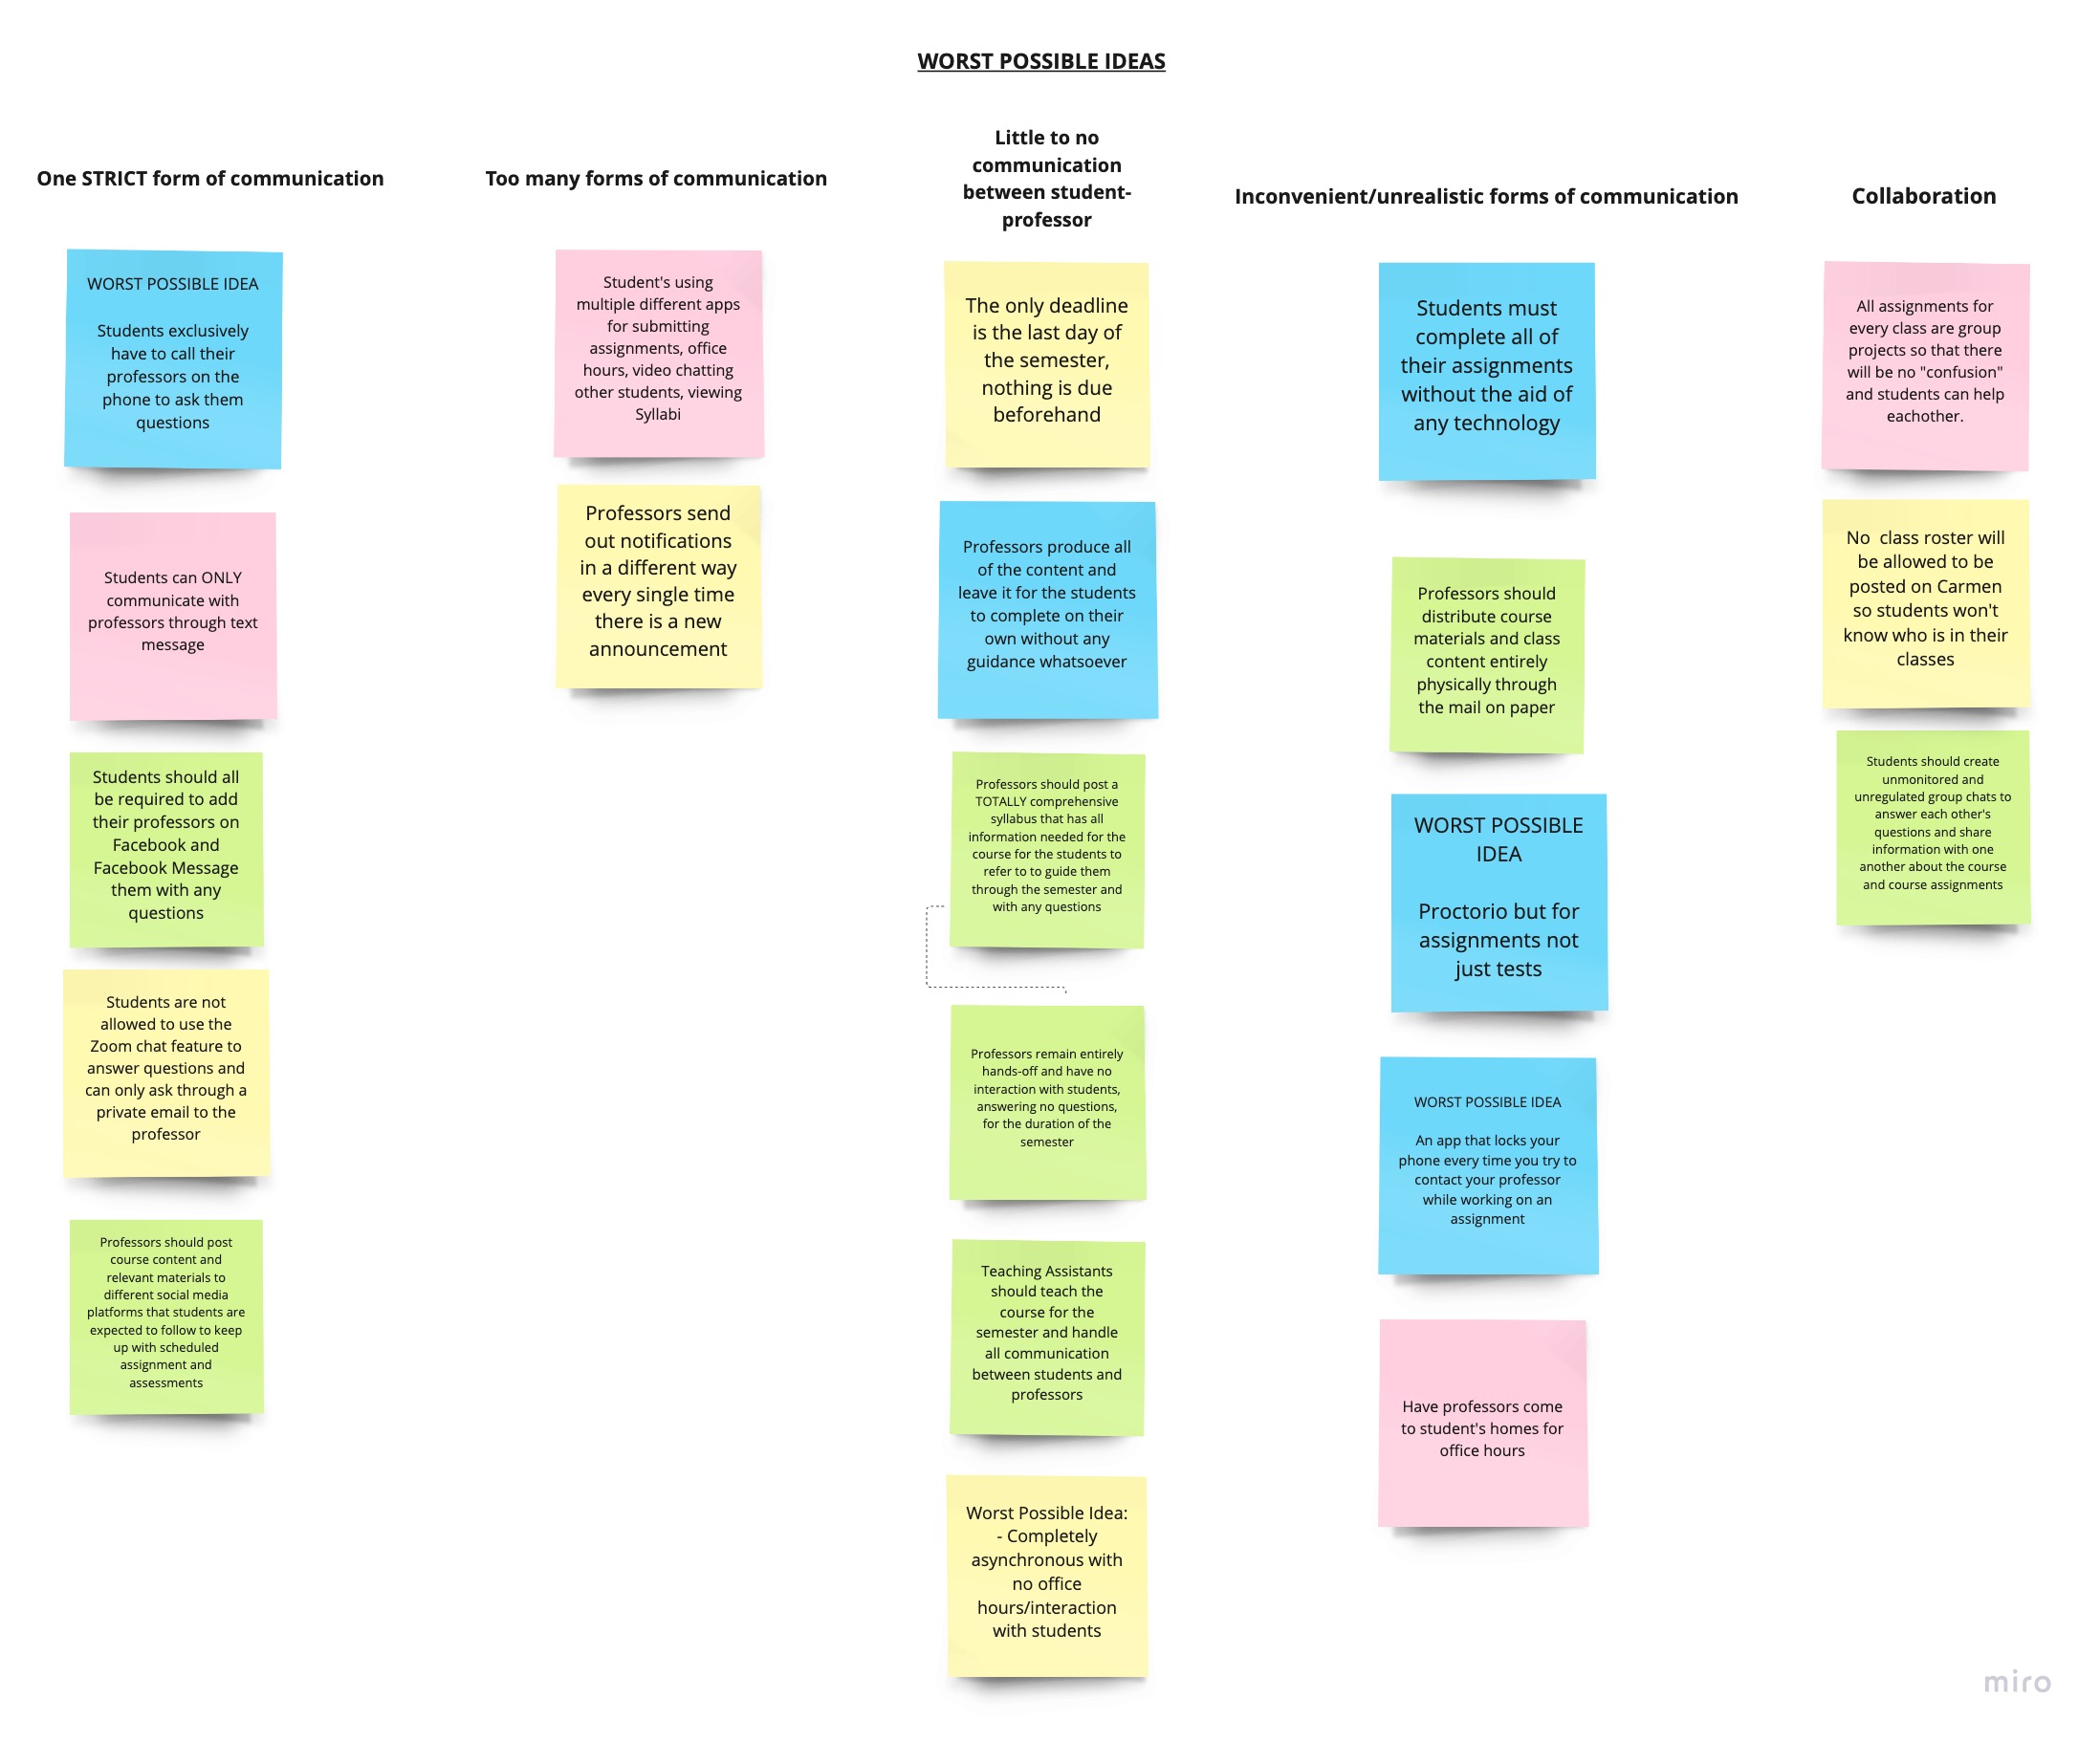 WORST POSSIBLE IDEAS
One STRICT form of communication
WORST POSSIBLE IDEA
Students exclusively
have to call their
professors on the
phone to ask them
questions
Students can ONLY
communicate with
professors through text
message
Students should all
be required to add
their professors on
Facebook and
Facebook Message
them with any
questions
Students are not
allowed to use the
Zoom chat feature to
answer questions and
can only ask through a
private email to the
professor
Professors should post
course content and
relevant materials to
different social media
platforms that students are
expected to follow to keep
up with scheduled
assignment and
assessments
Too many forms of communication
Student's using
multiple different apps
for submitting
assignments, office
hours, video chatting
other students, viewing
Syllabi
Professors send
out notifications
in a different way
every single time
there is a new
announcement
Little to no
communication
between student-
professor
The only deadline
is the last day of
the semester,
nothing is due
beforehand
Professors produce all
of the content and
leave it for the students
to complete on their
own without any
guidance whatsoever
Professors should post a
TOTALLY comprehensive
syllabus that has all
information needed for the
course for the students to
refer to to guide them
through the semester and
with any questions
Professors remain entirely
hands-off and have no
interaction with students,
answering no questions,
for the duration of the
semester
Teaching Assistants
should teach the
course for the
semester and handle
all communication
between students and
professors
Worst Possible Idea:
- Completely
asynchronous with
no office
hours/interaction
with students
Inconvenient/unrealistic forms of communication
Students must
complete all of
their assignments
without the aid of
any technology
Professors should
distribute course
materials and class
content entirely
physically through
the mail on paper
WORST POSSIBLE
IDEA
Proctorio but for
assignments not
just tests
WORST POSSIBLE IDEA
An app that locks your
phone every time you try to
contact your professor
while working on an
assignment
Have professors come
to student's homes for
office hours
Collaboration
All assignments for
every class are group
projects so that there
will be no "confusion"
and students can help
eachother.
No class roster will
be allowed to be
posted on Carmen
so students won't
know who is in their
classes
Students should create
unmonitored and
unregulated group chats to
answer each other's
questions and share
information with one
another about the course
and course assignments
miro